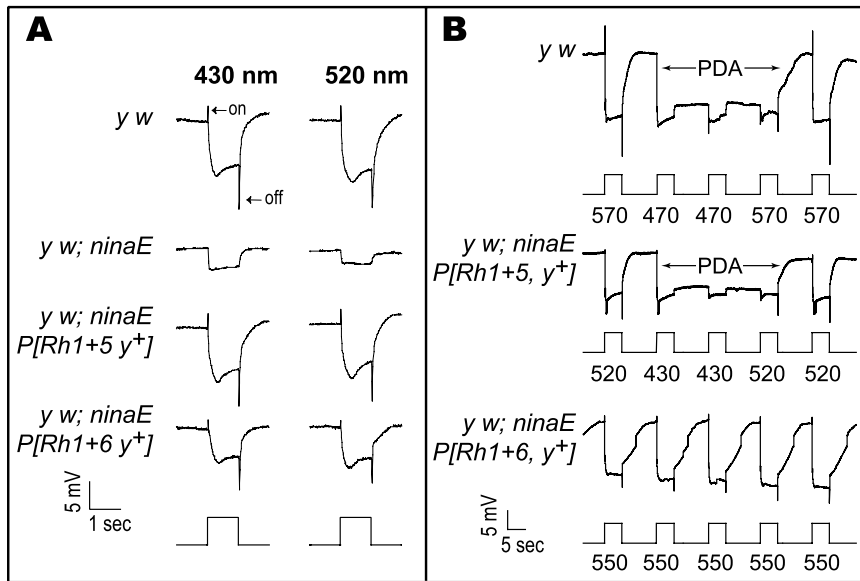 A
430 nm 520 nm
y w
←on
←off
y w; ninaE
y w; ninaE
P[Rh1+5 y+]
y w; ninaE
P[Rh1+6 y+]
5 mV
1 sec
B
y w
PDA
570 470 470 570 570
y w; ninaE
P[Rh1+5, y+]
PDA
520 430 430 520 520
y w; ninaE
P[Rh1+6, y+]
5 mV
5 sec
550 550 550 550 550